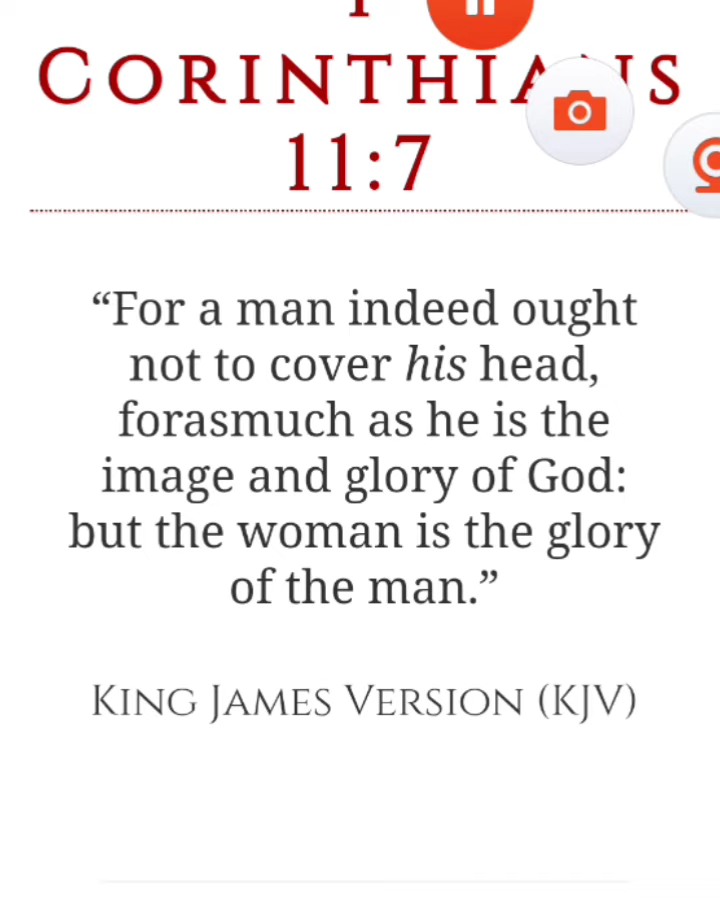 Corinthians
11:7
“For a man indeed ought
not to cover his head,
forasmuch as he is the
image and glory of God:
but the woman is the glory
of the man.”
King James Version (KJV)